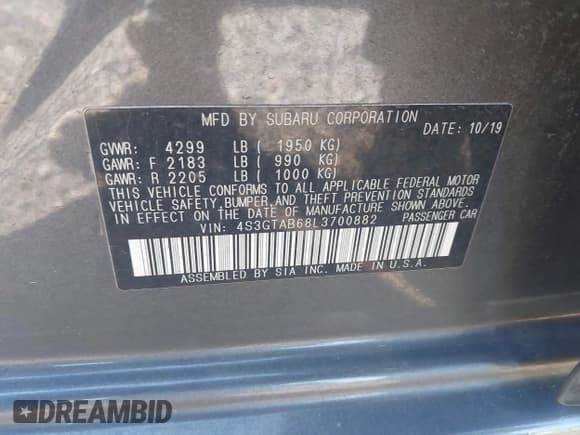 MFD BY SUBARU CORPORATION
DATE: 10/19
GVWR: 4299 LB ( 1950 KG)
GAWR: F 2183 LB ( 990 KG)
GAWR: R 2205 LB ( 1000 KG)
THIS VEHICLE CONFORMS TO ALL APPLICABLE FEDERAL MOTOR
VEHICLE SAFETY, BUMPER, AND THEFT PREVENTION STANDARDS
IN EFFECT ON THE DATE OF MANUFACTURE SHOWN ABOVE.
VIN: 4S3GTAB68L3700882 PASSENGER CAR
ASSEMBLED BY SIA INC. MADE IN U.S.A.
DREAMBID